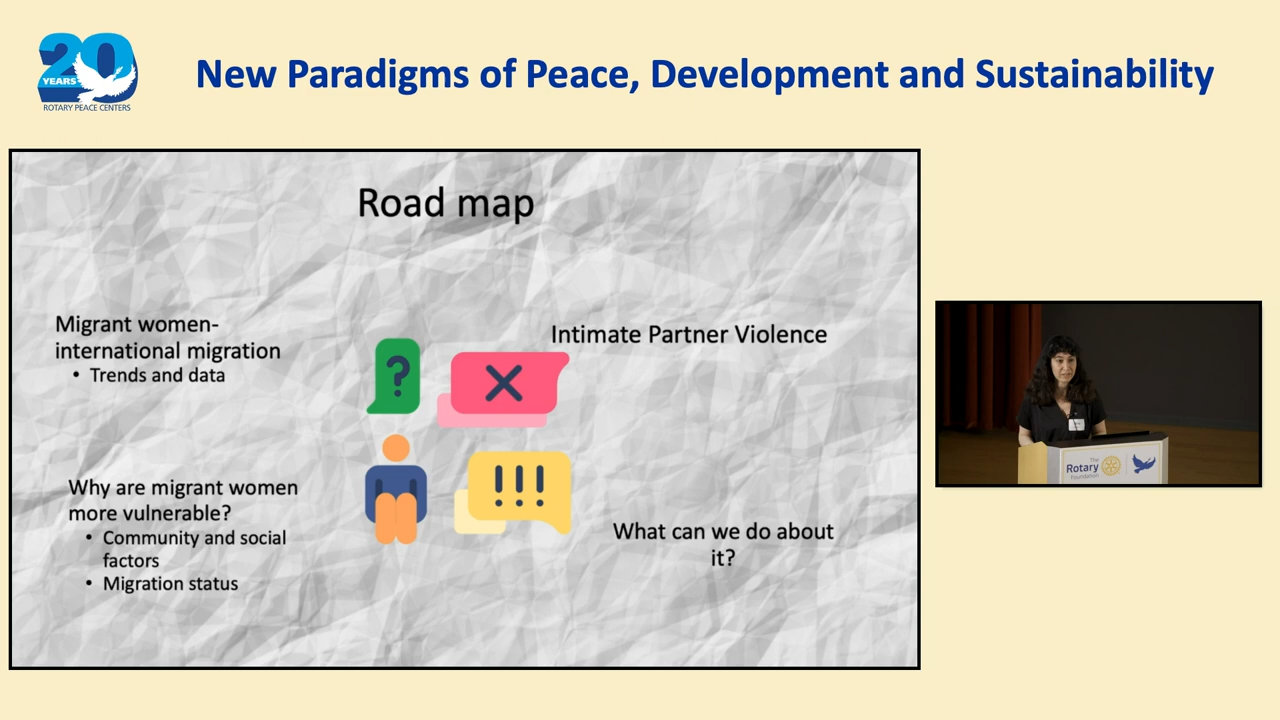 20
YEARS
ROTARY PEACE CENTERS
New Paradigms of Peace, Development and Sustainability
Road map
Migrant women-
international migration
• Trends and data
?
Intimate Partner Violence
Why are migrant women
more vulnerable?
• Community and social
factors
• Migration status
!!!
What can we do about
it?
The
Rotary
Foundation